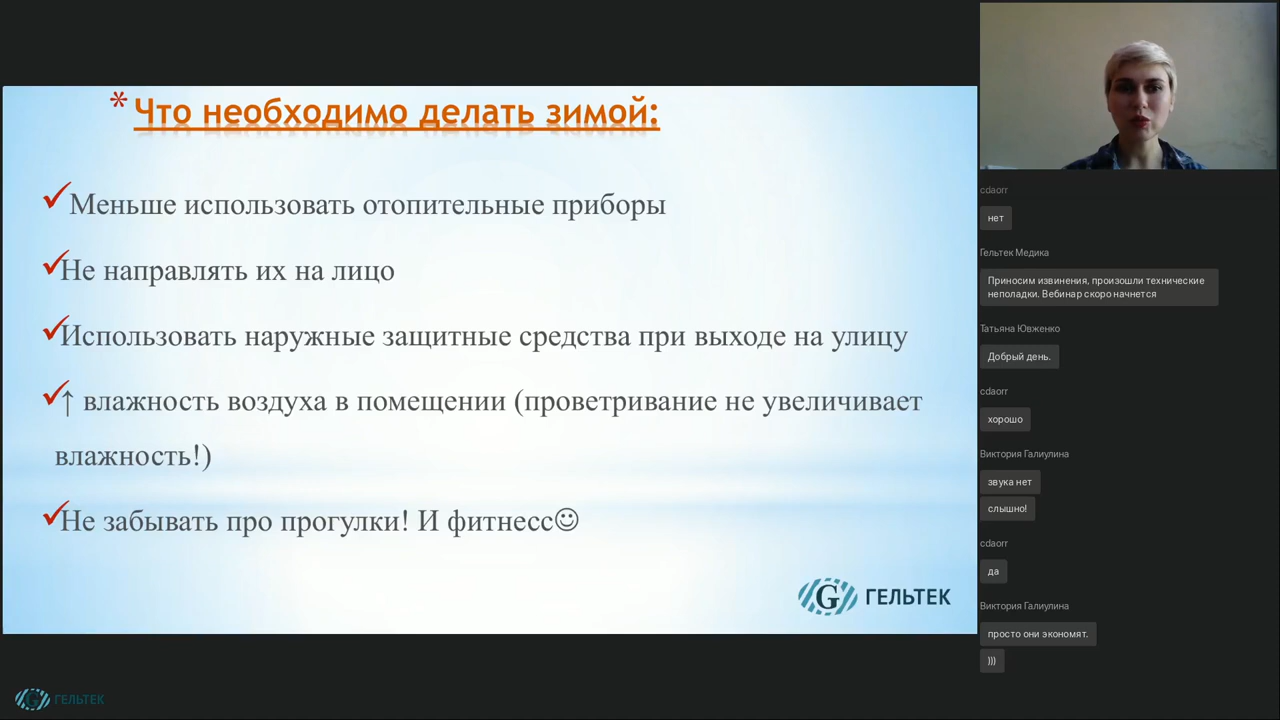 * Что необходимо делать зимой:
✓Меньше использовать отопительные приборы
✓Не направлять их на лицо
✓Использовать наружные защитные средства при выходе на улицу
✓↑ влажность воздуха в помещении (проветривание не увеличивает
влажность!)
✓Не забывать про прогулки! И фитнесс☺
G ГЕЛЬТЕК
G ГЕЛЬТЕК
cdaorr
нет
Гельтек Медика
Приносим извинения, произошли технические
неполадки. Вебинар скоро начнется
Татьяна Ювженко
Добрый день.
cdaorr
хорошо
Виктория Галиулина
звука нет
слышно!
cdaorr
да
Виктория Галиулина
просто они экономят.
)))